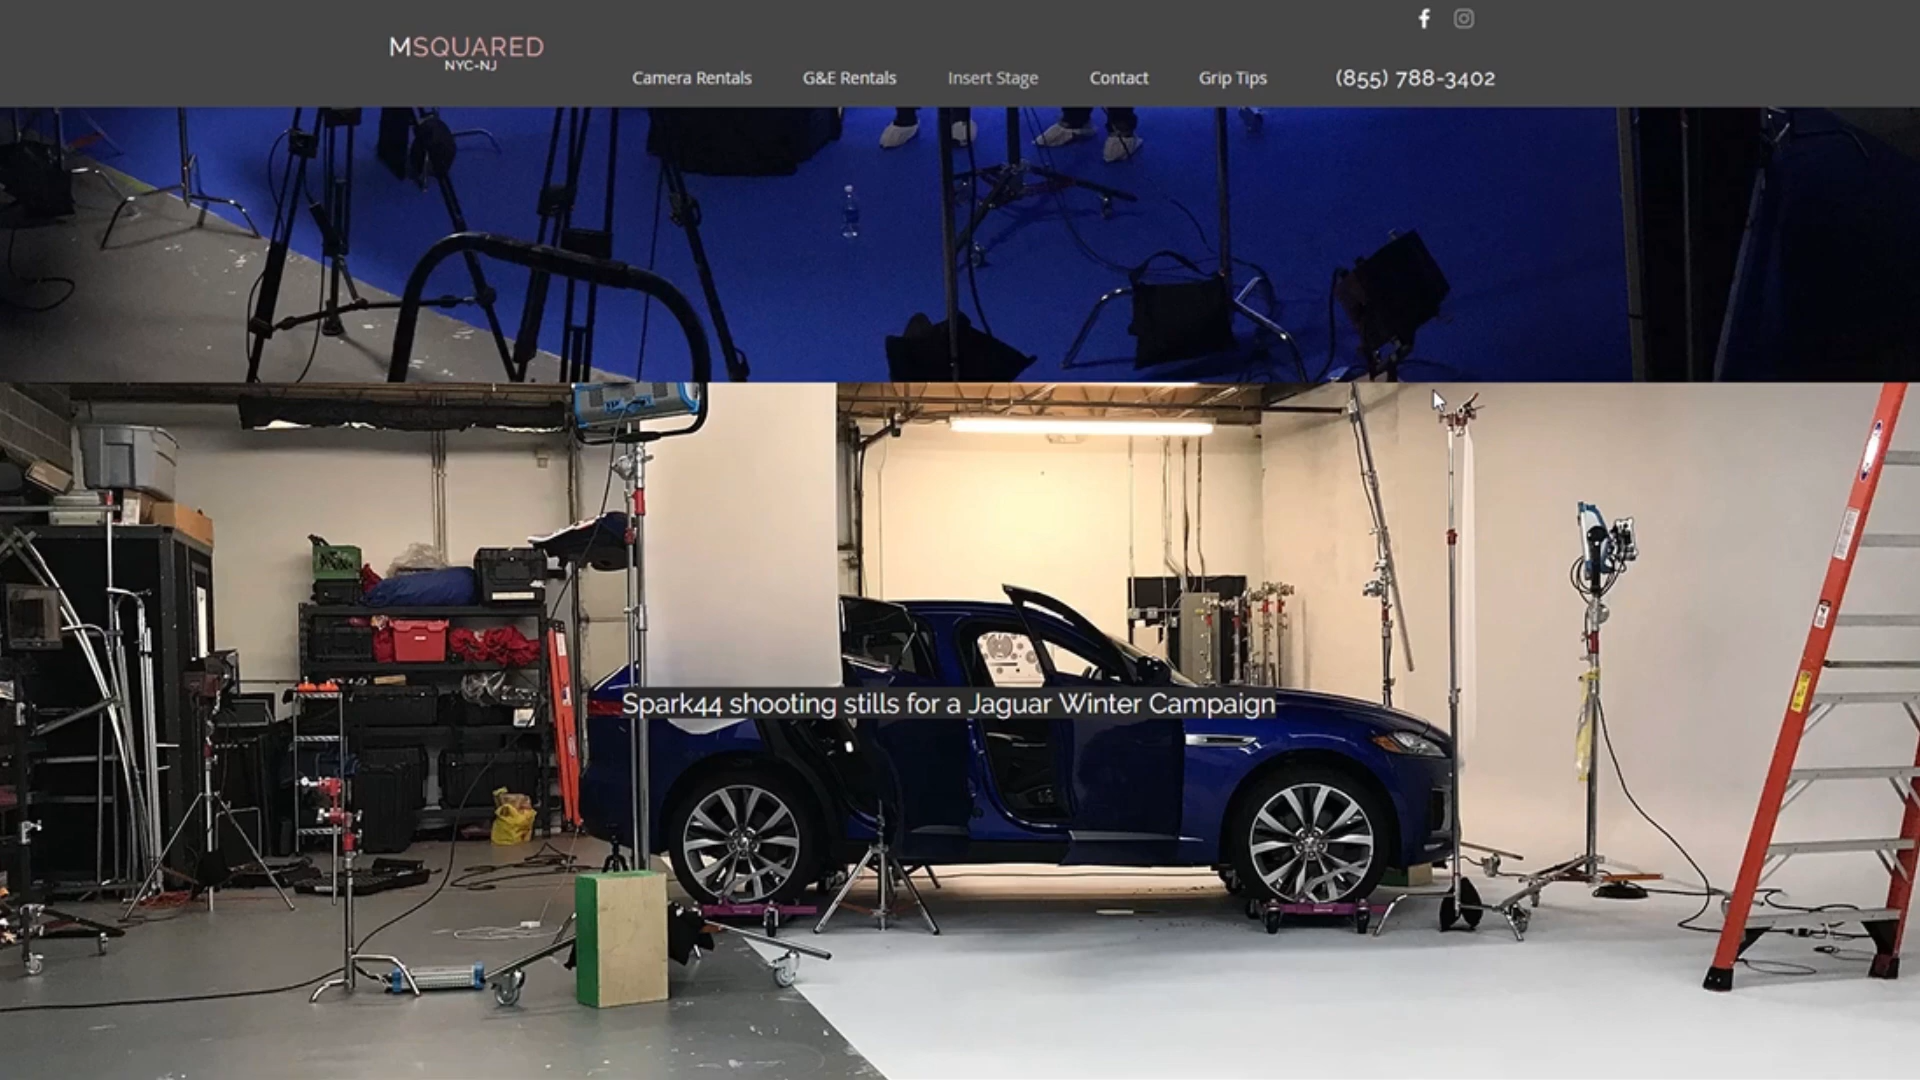 MSQUARED
NYC-NJ
Camera Rentals
G&E Rentals
Insert Stage
Contact
Grip Tips
(855) 788-3402
Spark44 shooting stills for a Jaguar Winter Campaign